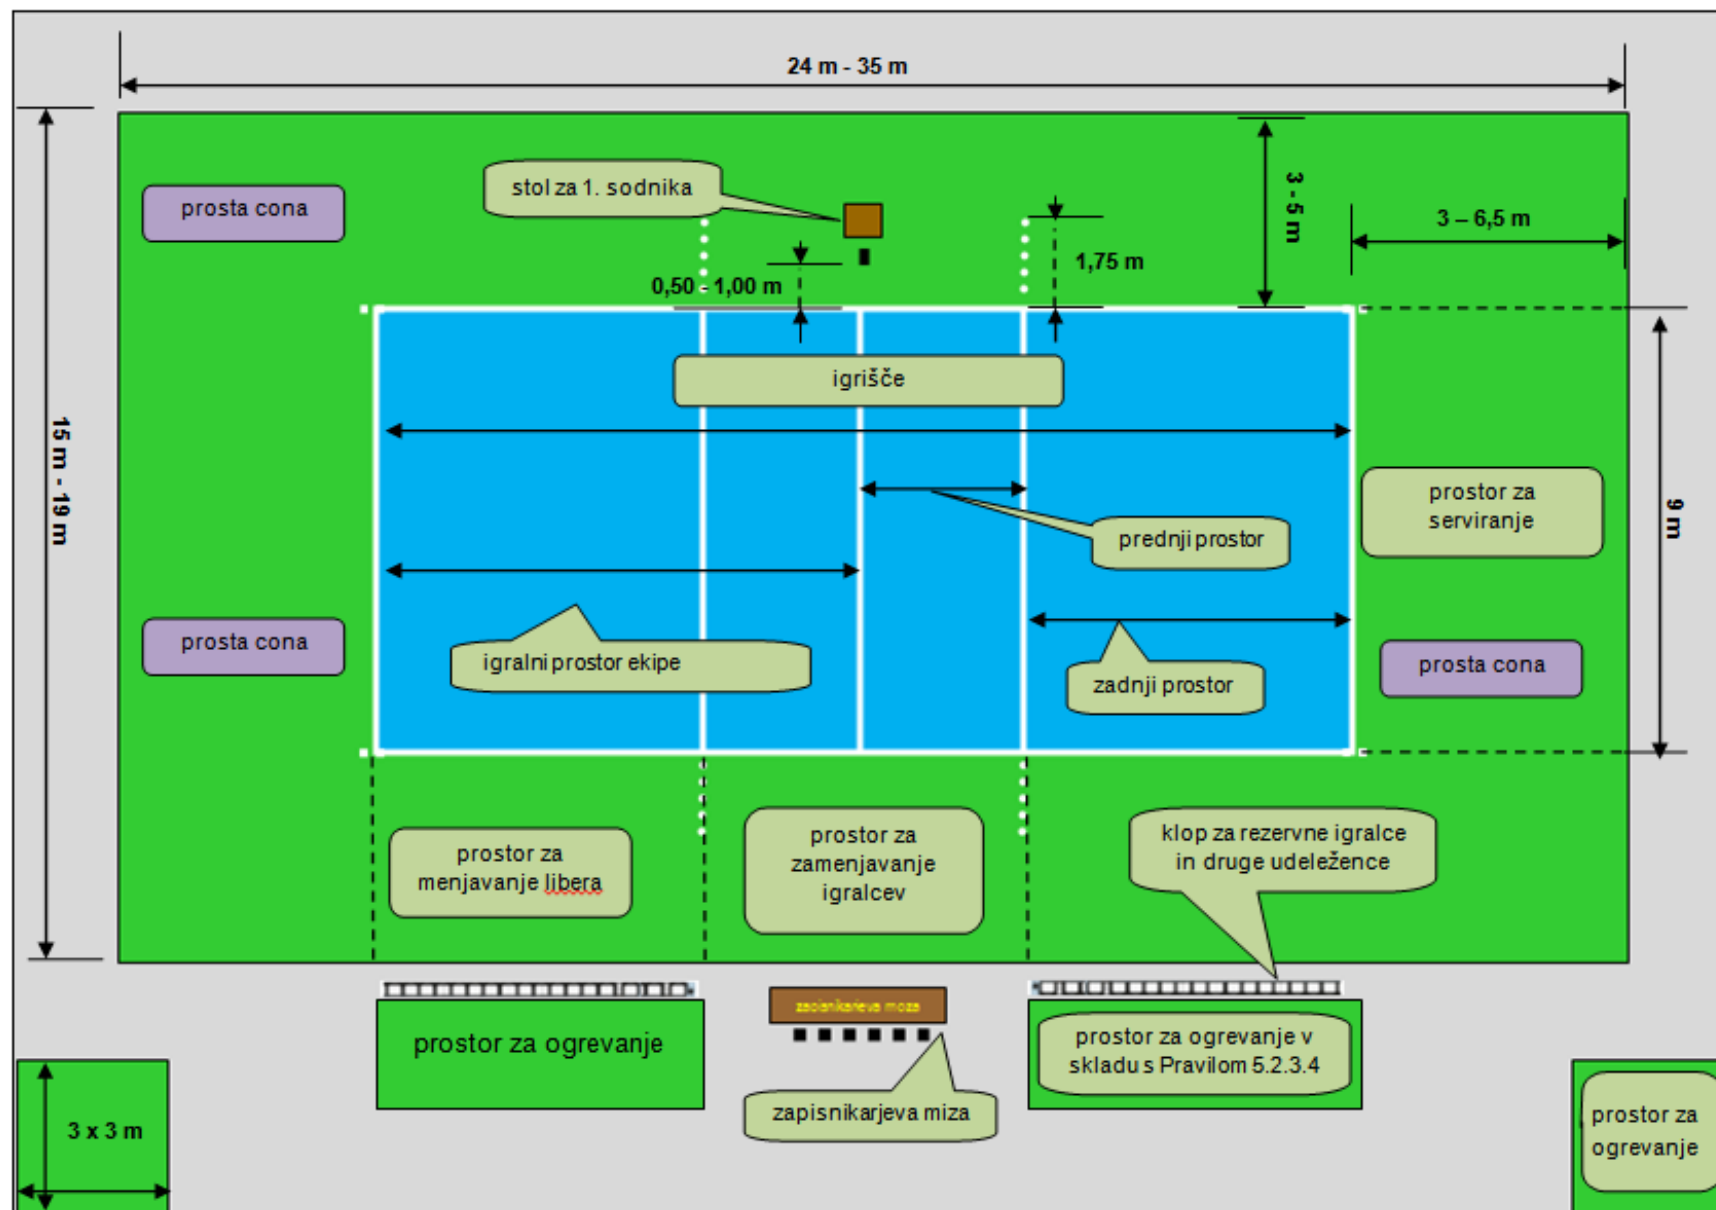 24 m - 35 m
stol za 1. sodnika
prosta cona
3 - 5 m
3 – 6,5 m
1,75 m
0,50 - 1,00 m
igrišče
15 m - 19 m
prostor za
serviranje
9 m
prednji prostor
prosta cona
igralni prostor ekipe
zadnji prostor
prosta cona
prostor za
menjavanje libera
prostor za
zamenjavanje
igralcev
klop za rezervne igralce
in druge udeležence
zapisnikarjeva moza
prostor za ogrevanje
prostor za ogrevanje v
skladu s Pravilom 5.2.3.4
zapisnikarjeva miza
3 x 3 m
prostor za
ogrevanje